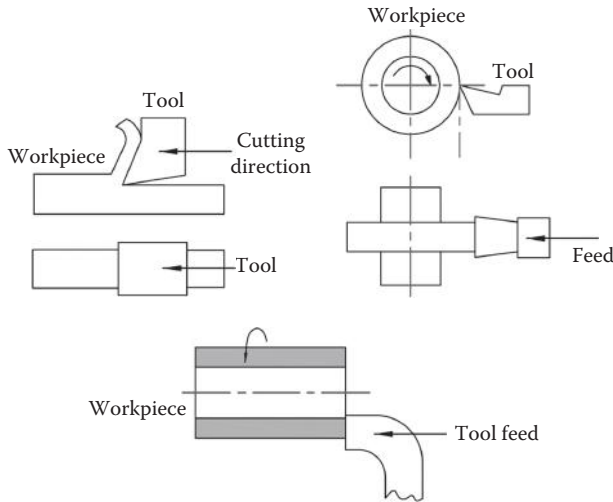 Workpiece
Tool
Tool
Workpiece
Cutting
direction
Tool
Feed
Workpiece
Tool feed